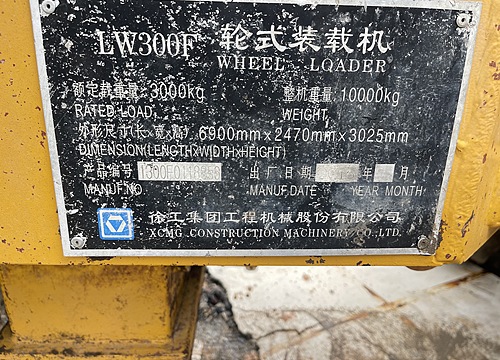 LW300F 轮式装载机
WHEEL LOADER
额定载重量: 3000kg 整机重量: 10000kg
RATED LOAD WEIGHT
外形尺寸(长×宽×高) 6900mm×2470mm×3025mm
DIMENSION(LENGTH×WIDTH×HEIGHT)
产品编号 出厂日期 年 月
MANUF.NO. MANUF.DATE YEAR MONTH
徐工集团工程机械股份有限公司
XCMG CONSTRUCTION MACHINERY CO.,LTD.